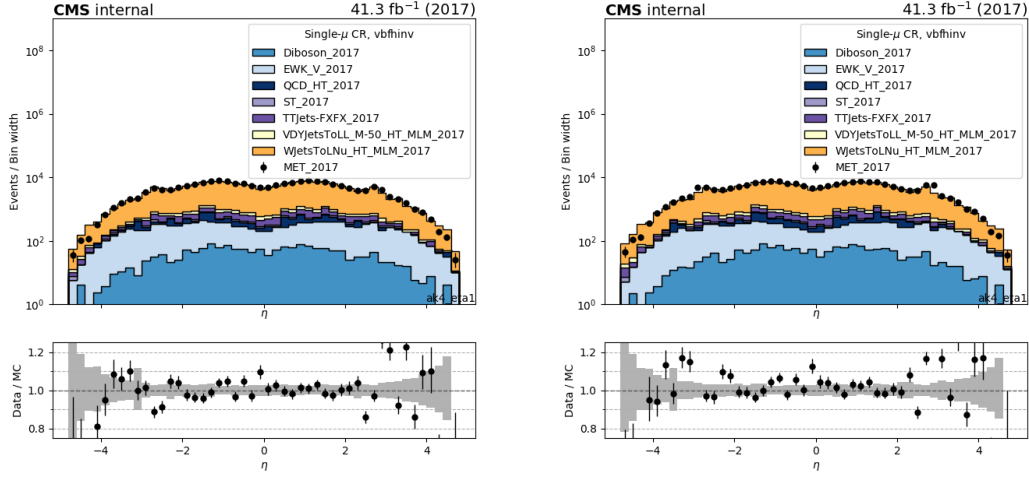 CMS internal 41.3 fb⁻¹ (2017)
Events / Bin width
10⁸
10⁶
10⁴
10²
10⁰
Single-μ CR, vbfhinv
Diboson_2017
EWK_V_2017
QCD_HT_2017
ST_2017
TTJets-FXFX_2017
VDYJetsToLL_M-50_HT_MLM_2017
WJetsToLNu_HT_MLM_2017
MET_2017
ak4_eta1
η
Data / MC
1.2
1.0
0.8
−4 −2 0 2 4
η
CMS internal 41.3 fb⁻¹ (2017)
Events / Bin width
10⁸
10⁶
10⁴
10²
10⁰
Single-μ CR, vbfhinv
Diboson_2017
EWK_V_2017
QCD_HT_2017
ST_2017
TTJets-FXFX_2017
VDYJetsToLL_M-50_HT_MLM_2017
WJetsToLNu_HT_MLM_2017
MET_2017
ak4_eta1
η
Data / MC
1.2
1.0
0.8
−4 −2 0 2 4
η